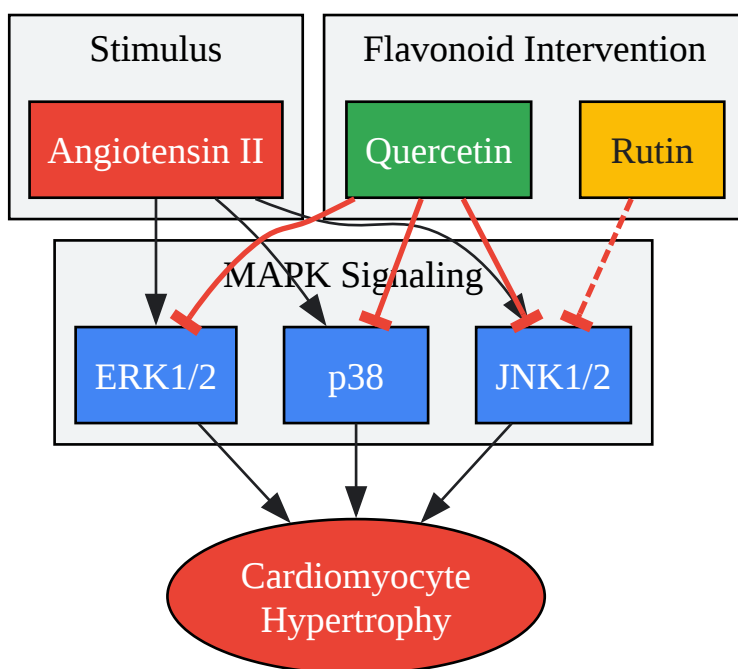 Stimulus
Flavonoid Intervention
Angiotensin II
Quercetin
Rutin
MAPK Signaling
ERK1/2
p38
JNK1/2
Cardiomyocyte
Hypertrophy